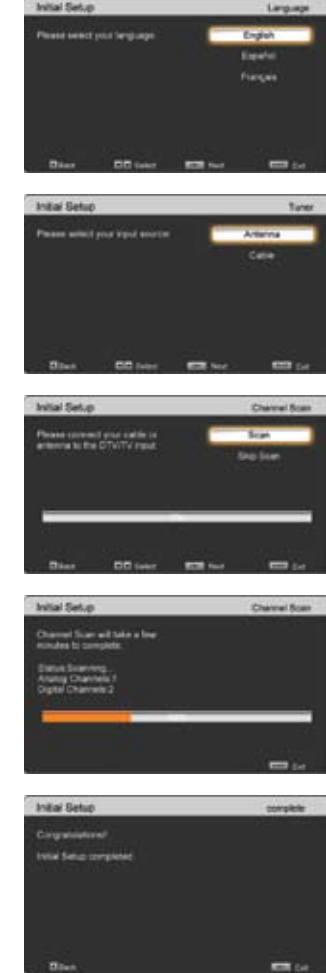 Initial Setup Language
Please select your language. English
Español
Français
Back Select Next Exit
Initial Setup Tuner
Please select your input source Antenna
Cable
Back Select Next Exit
Initial Setup Channel Scan
Please connect your cable or Scan
antenna to the DTV/TV input
Skip Scan
Back Select Next Exit
Initial Setup Channel Scan
Channel Scan will take a few
minutes to complete.
Status Scanning...
Analog Channels
Digital Channels 2
Exit
Initial Setup complete
Congratulations!
Initial Setup completed
Back Exit